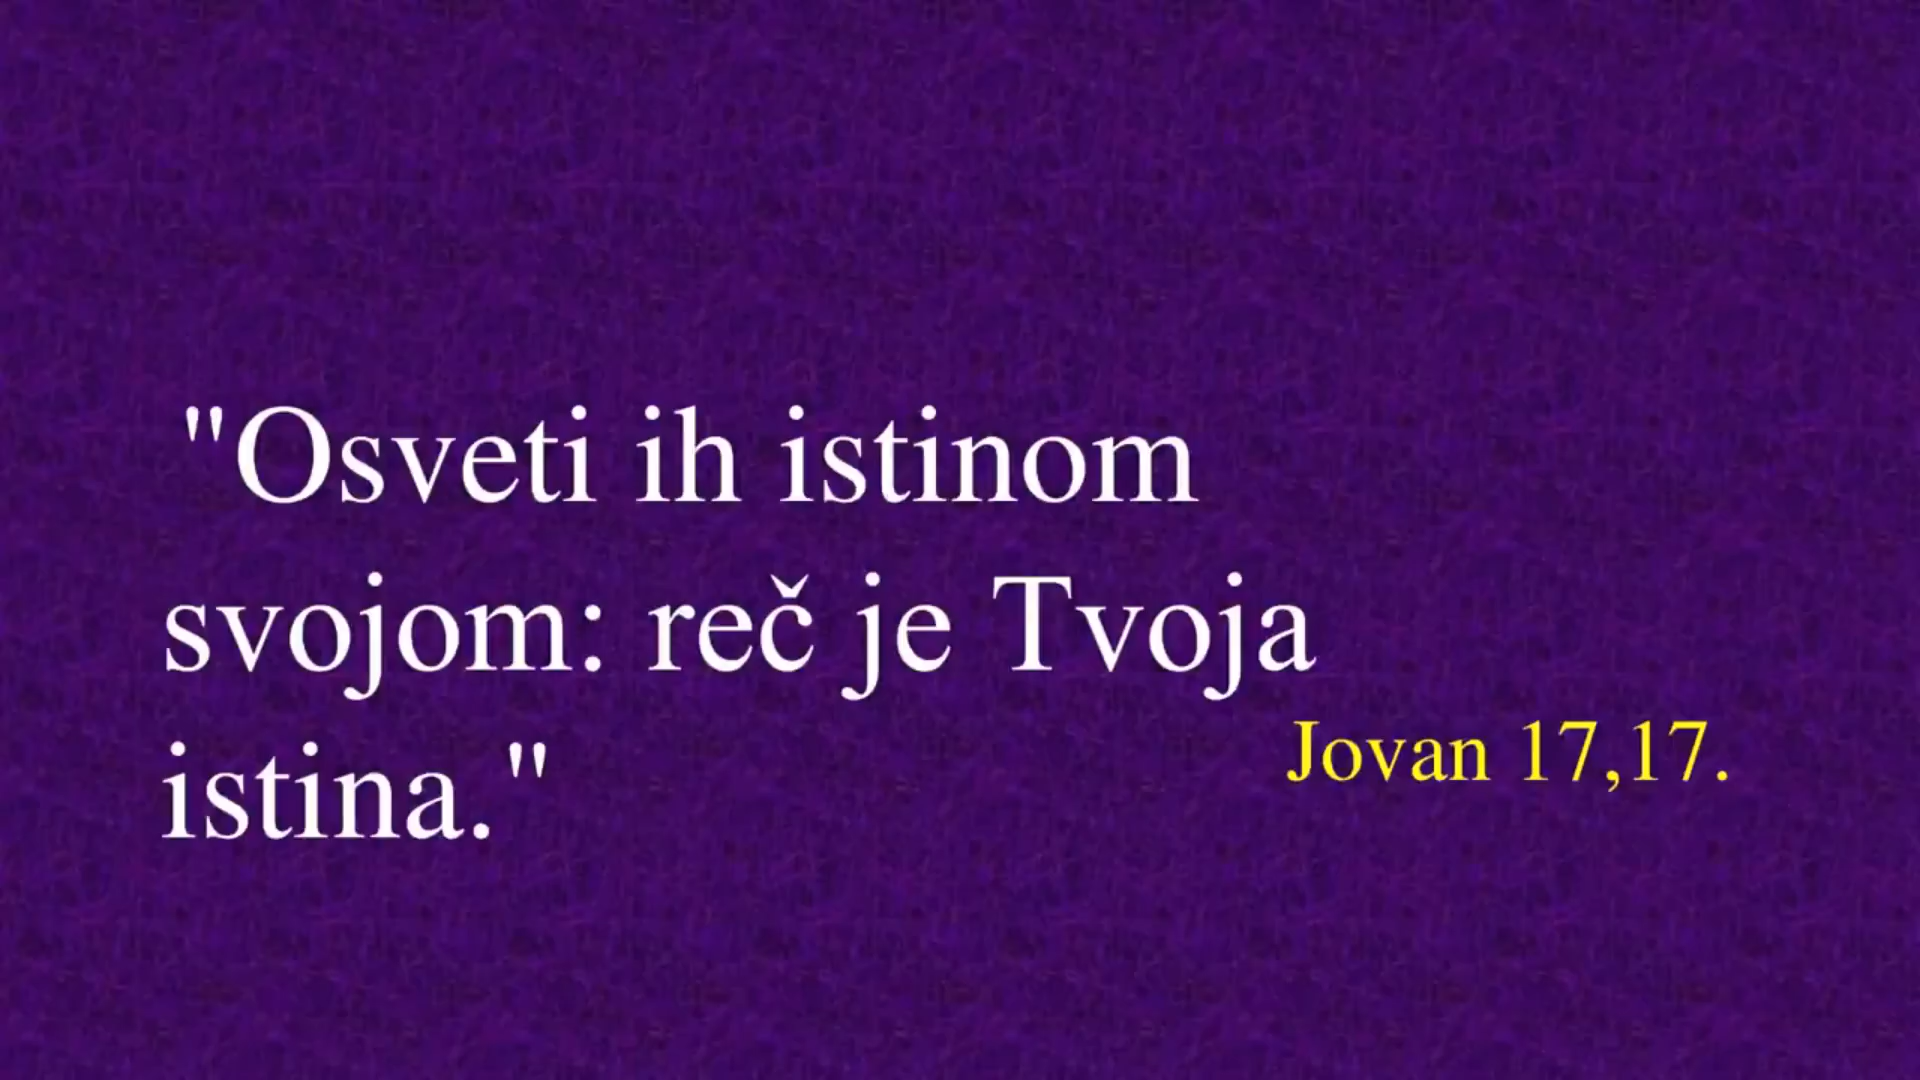 "Osveti ih istinom
svojom: reč je Tvoja
istina."
Jovan 17,17.